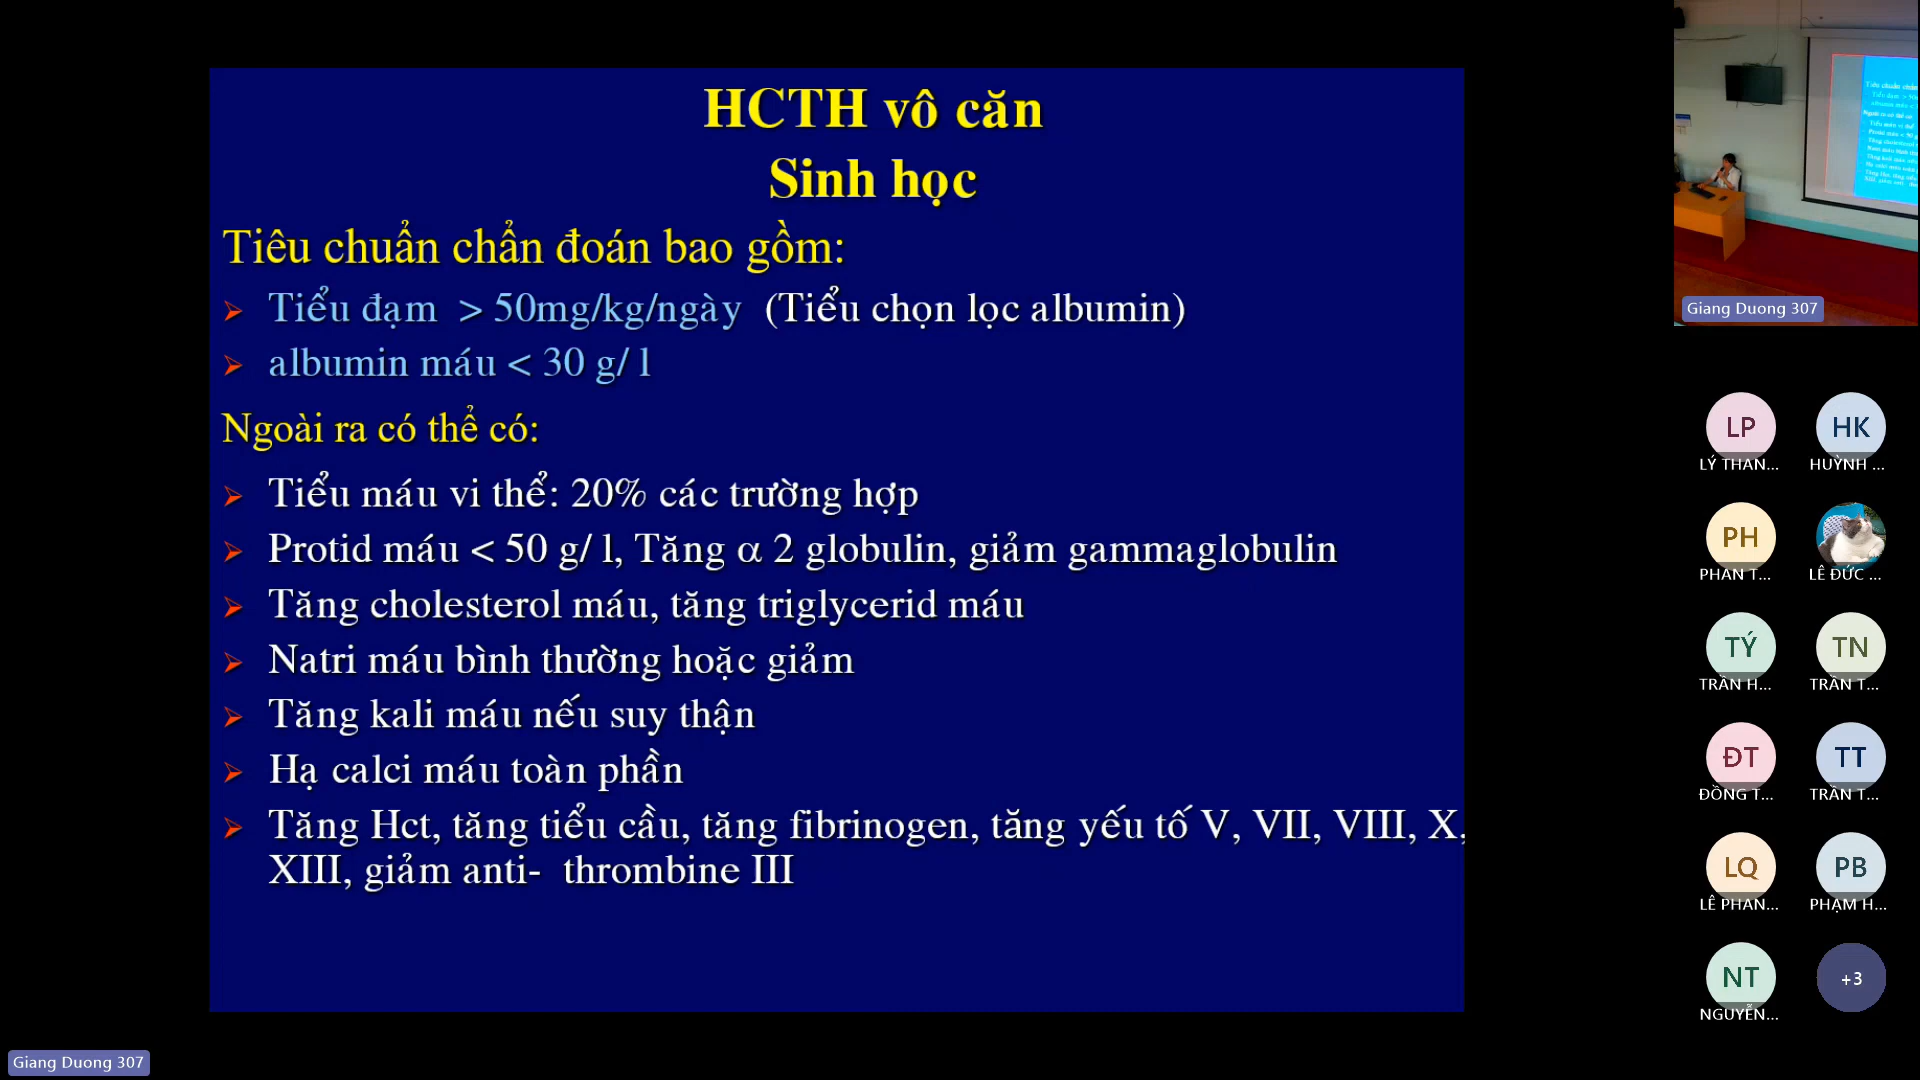 HCTH vô căn
Sinh học
Tiêu chuẩn chẩn đoán bao gồm:
➢ Tiểu đạm > 50mg/kg/ngày (Tiểu chọn lọc albumin)
➢ albumin máu < 30 g/ l
Ngoài ra có thể có:
➢ Tiểu máu vi thể: 20% các trường hợp
➢ Protid máu < 50 g/ l, Tăng α 2 globulin, giảm gammaglobulin
➢ Tăng cholesterol máu, tăng triglycerid máu
➢ Natri máu bình thường hoặc giảm
➢ Tăng kali máu nếu suy thận
➢ Hạ calci máu toàn phần
➢ Tăng Hct, tăng tiểu cầu, tăng fibrinogen, tăng yếu tố V, VII, VIII, X,
XIII, giảm anti- thrombine III
Giang Duong 307
Giang Duong 307
LP HK
LÝ THAN... HUỲNH ...
PH
PHAN T... LÊ ĐỨC ...
TÝ TN
TRẦN H... TRẦN T...
ĐT TT
ĐỒNG T... TRẦN T...
LQ PB
LÊ PHAN... PHẠM H...
NT +3
NGUYỄN...